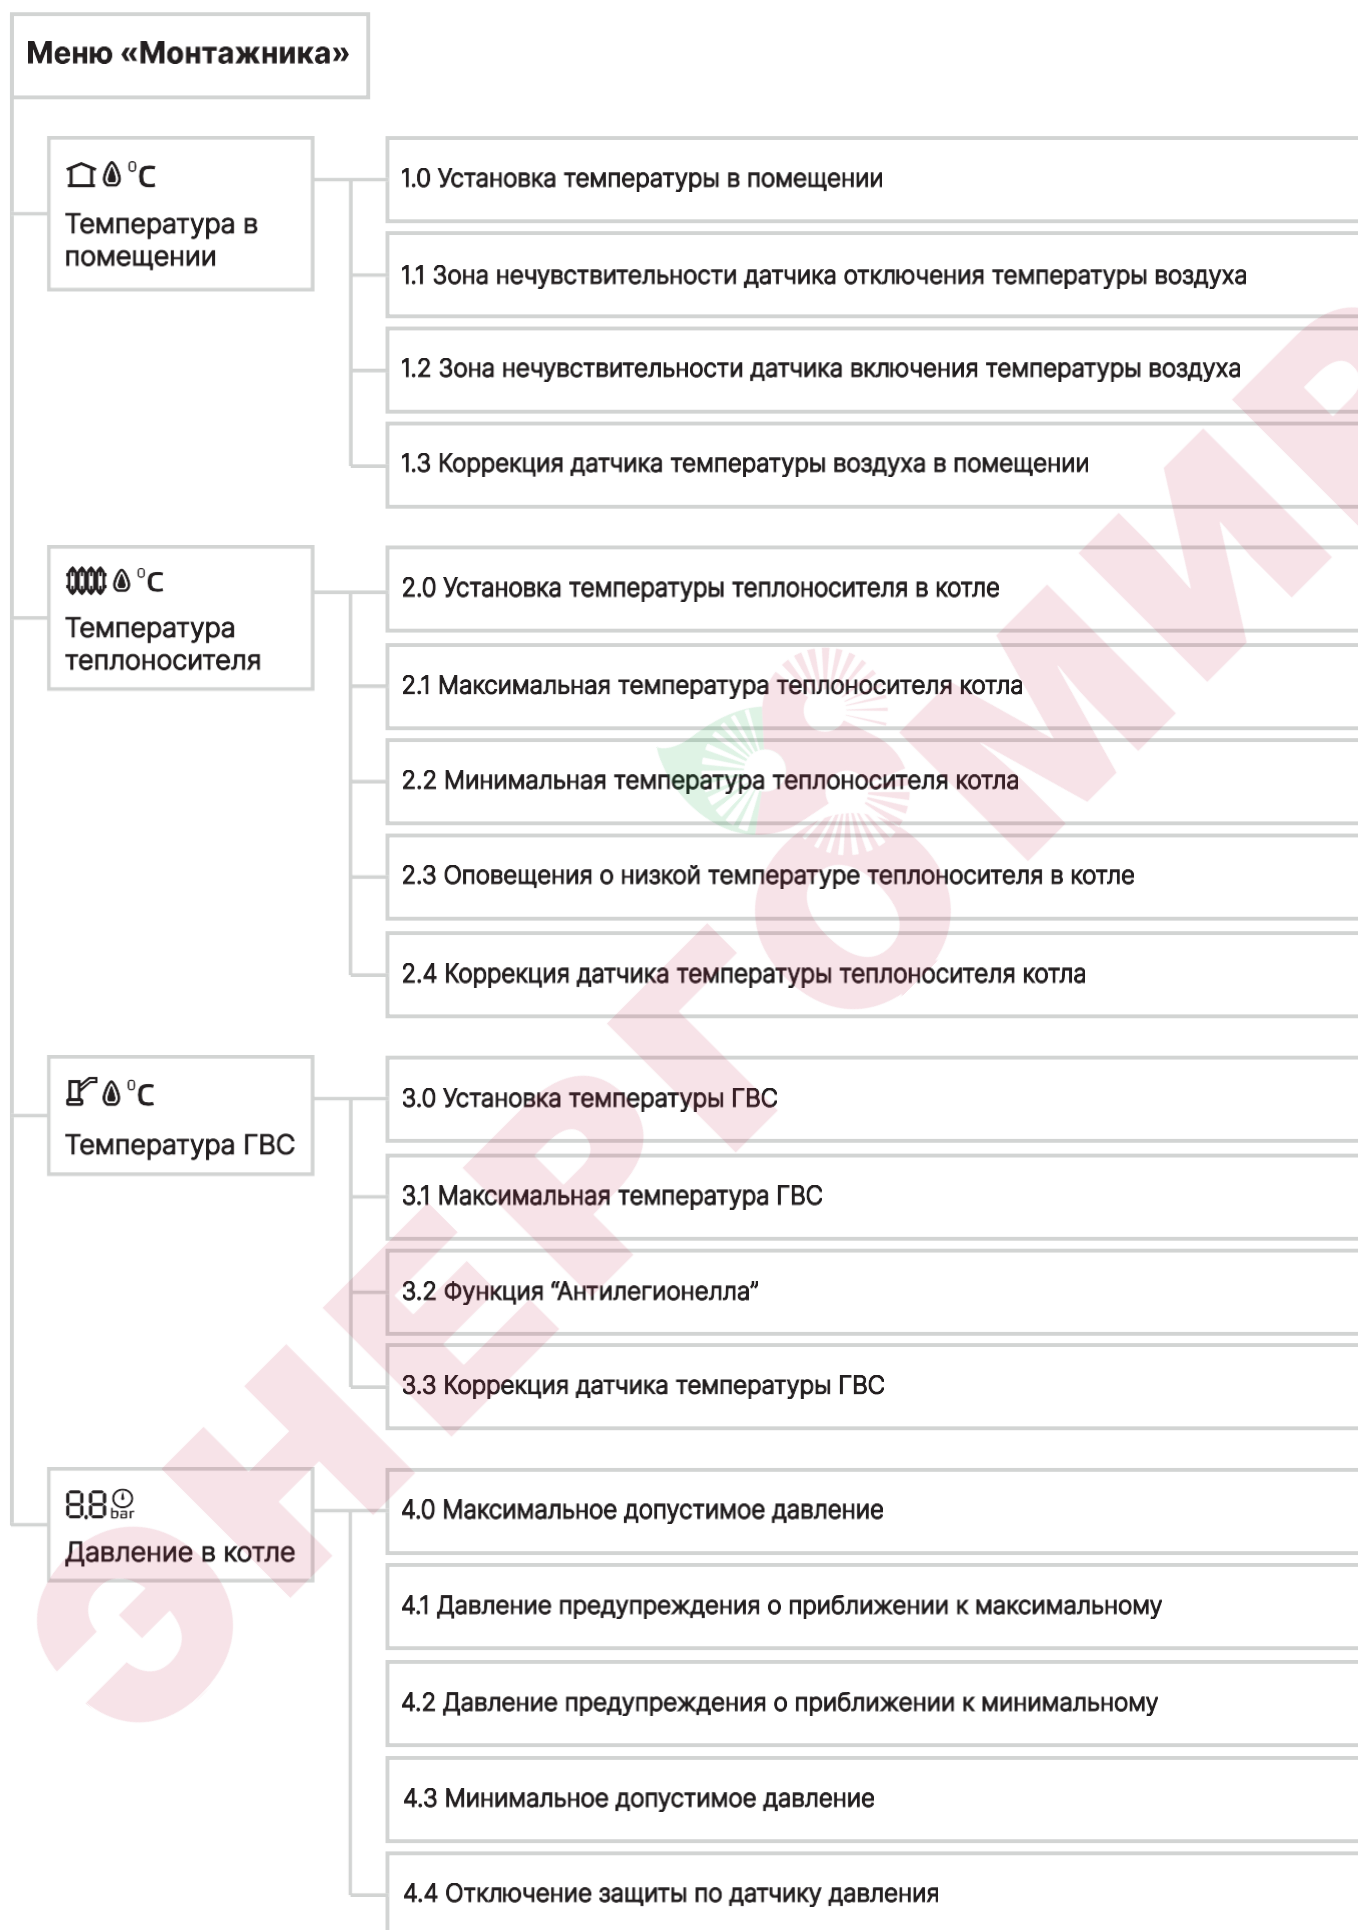 Меню «Монтажника»
°C
Температура в
помещении
1.0 Установка температуры в помещении
1.1 Зона нечувствительности датчика отключения температуры воздуха
1.2 Зона нечувствительности датчика включения температуры воздуха
1.3 Коррекция датчика температуры воздуха в помещении
°C
Температура
теплоносителя
2.0 Установка температуры теплоносителя в котле
2.1 Максимальная температура теплоносителя котла
2.2 Минимальная температура теплоносителя котла
2.3 Оповещения о низкой температуре теплоносителя в котле
2.4 Коррекция датчика температуры теплоносителя котла
°C
Температура ГВС
3.0 Установка температуры ГВС
3.1 Максимальная температура ГВС
3.2 Функция “Антилегионелла”
3.3 Коррекция датчика температуры ГВС
8.8 bar
Давление в котле
4.0 Максимальное допустимое давление
4.1 Давление предупреждения о приближении к максимальному
4.2 Давление предупреждения о приближении к минимальному
4.3 Минимальное допустимое давление
4.4 Отключение защиты по датчику давления
ЭНЕРГОМИР